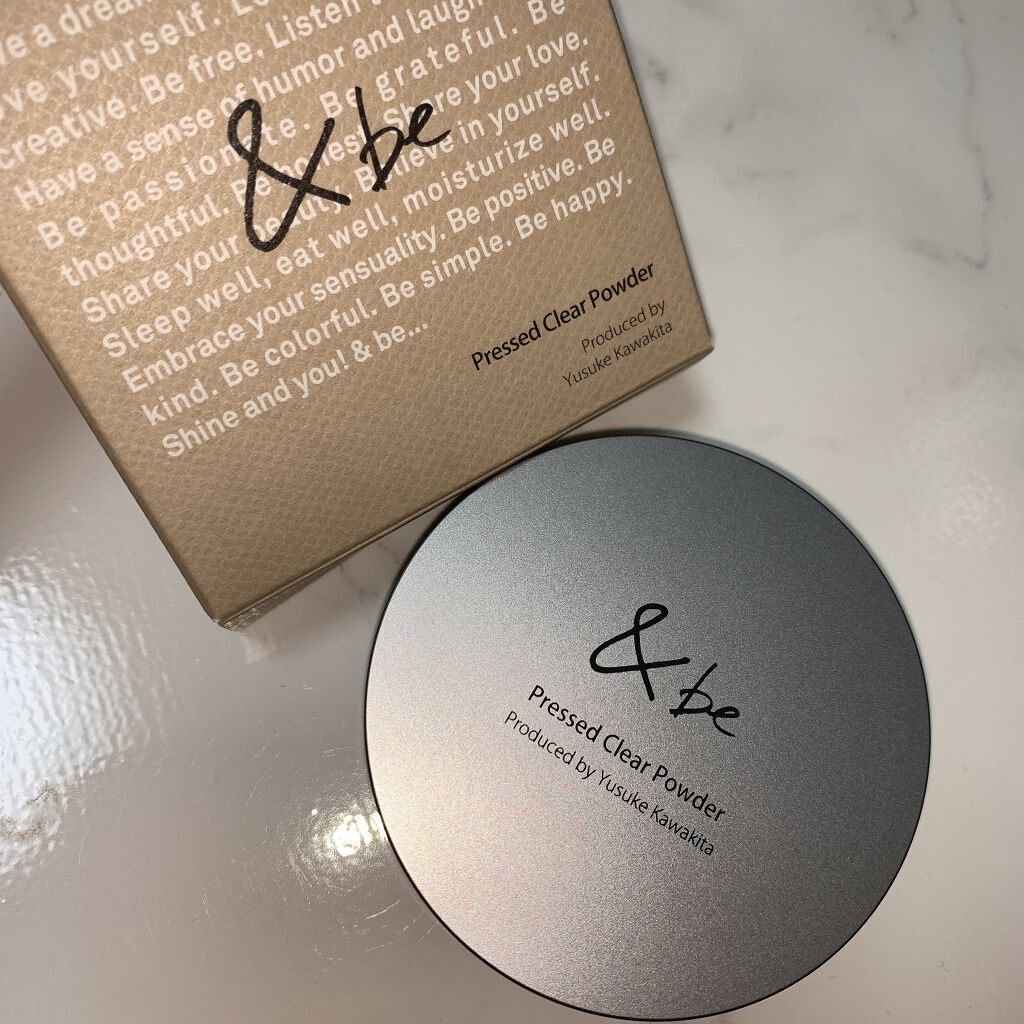 e a dream
ve yourself. L
creative. Be free. Listen
Have a sense of humor and laugh
Be passionate. Be grateful. Be
thoughtful. Be honest. Share your love.
Share your beauty. Believe in yourself.
Sleep well, eat well, moisturize well.
Embrace your sensuality. Be positive. Be
kind. Be colorful. Be simple. Be happy.
Shine and you! & be...
& be
Pressed Clear Powder
Produced by
Yusuke Kawakita
& be
Pressed Clear Powder
Produced by Yusuke Kawakita